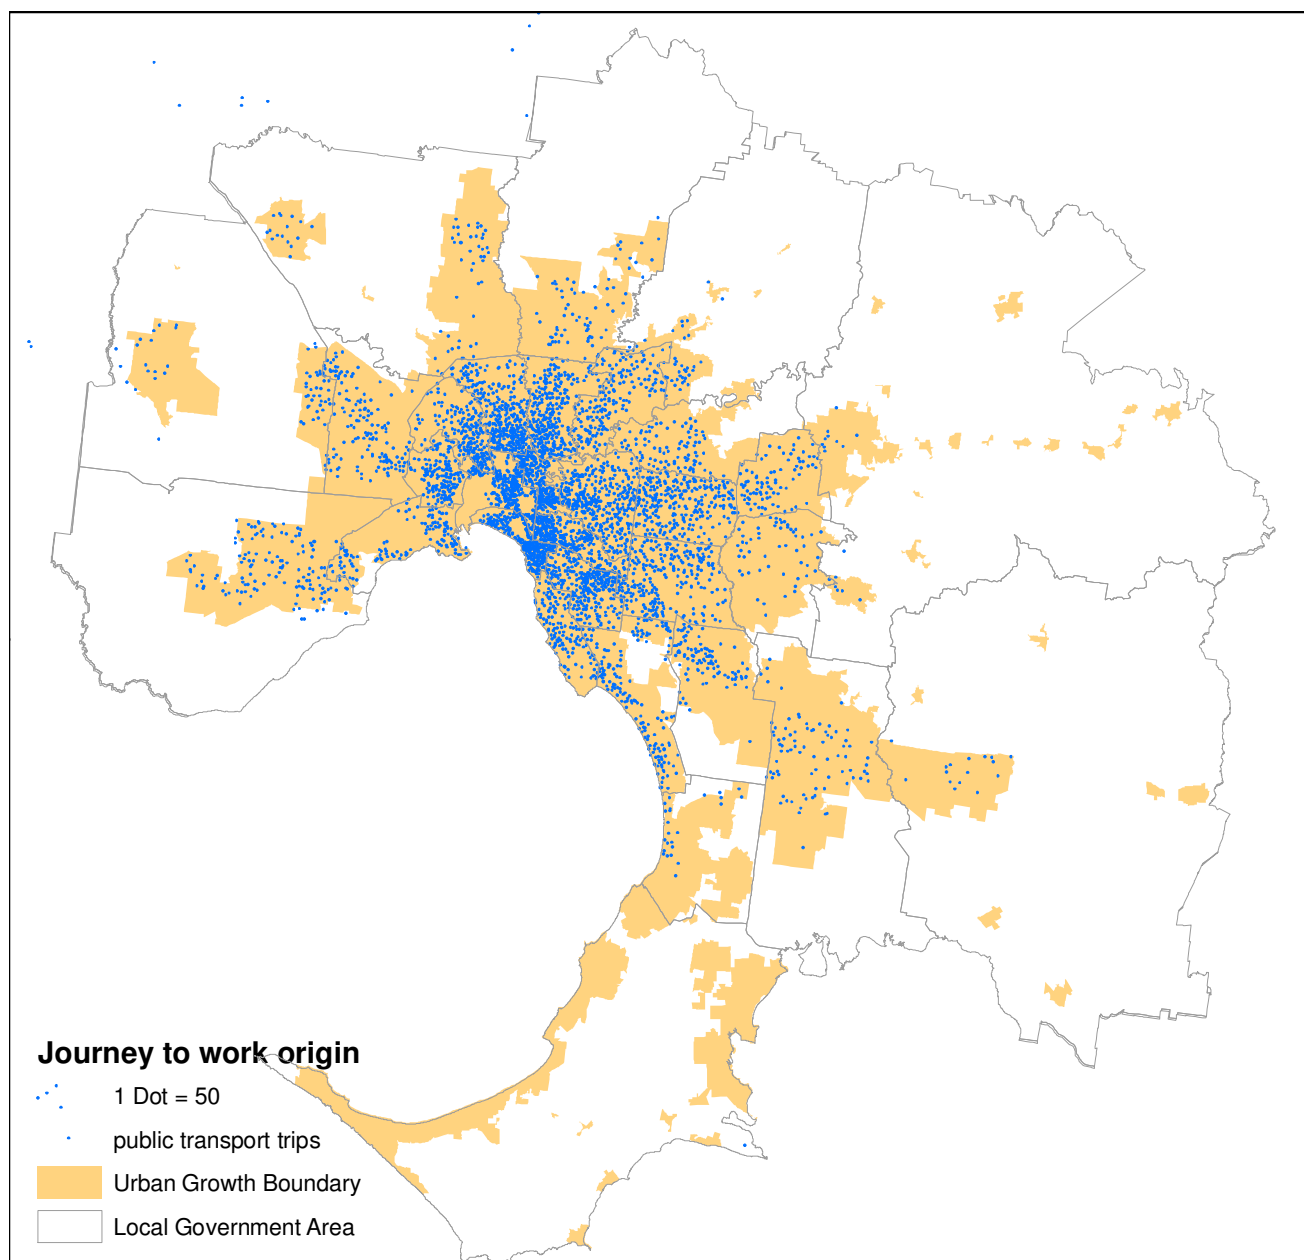 Journey to work origin
1 Dot = 50
public transport trips
Urban Growth Boundary
Local Government Area